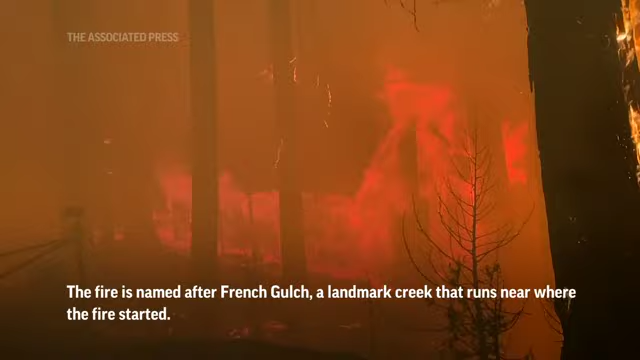 THE ASSOCIATED PRESS
The fire is named after French Gulch, a landmark creek that runs near where
the fire started.